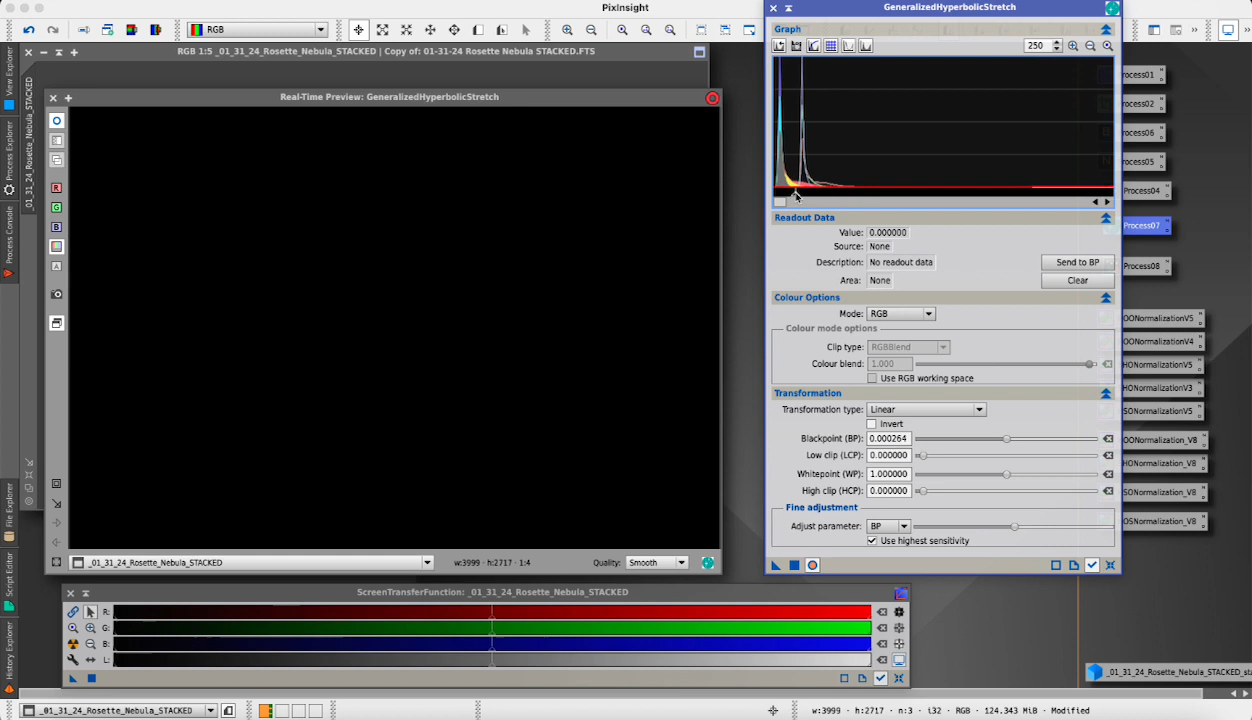 PixInsight
RGB
RGB 1:5 _01_31_24_Rosette_Nebula_STACKED | Copy of: 01-31-24 Rosette Nebula STACKED.FTS
_01_31_24_Rosette_Nebula_STACKED
View Explorer
Process Explorer
Process Console
File Explorer
Script Editor
History Explorer
Real-Time Preview: GeneralizedHyperbolicStretch
R
G
B
A
_01_31_24_Rosette_Nebula_STACKED
w:3999 · h:2717 · 1:4
Quality: Smooth
GeneralizedHyperbolicStretch
Graph
250
Readout Data
Value: 0.000000
Source: None
Description: No readout data
Send to BP
Area: None
Clear
Colour Options
Mode: RGB
Colour mode options
Clip type: RGBBlend
Colour blend: 1.000
Use RGB working space
Transformation
Transformation type: Linear
Invert
Blackpoint (BP): 0.000264
Low clip (LCP): 0.000000
Whitepoint (WP): 1.000000
High clip (HCP): 0.000000
Fine adjustment
Adjust parameter: BP
Use highest sensitivity
rocess01
rocess02
rocess06
rocess05
Process04
Process07
Process08
OONormalizationV5
OONormalizationV4
HONormalizationV5
HONormalizationV3
SONormalizationV5
OONormalization_V8
HONormalization_V8
SONormalization_V8
OSNormalization_V8
ScreenTransferFunction: _01_31_24_Rosette_Nebula_STACKED
R:
G:
B:
L:
_01_31_24_Rosette_Nebula_STACKED_sta
_01_31_24_Rosette_Nebula_STACKED
w:3999 · h:2717 · n:3 · i32 · RGB · 124.343 MiB · Modified